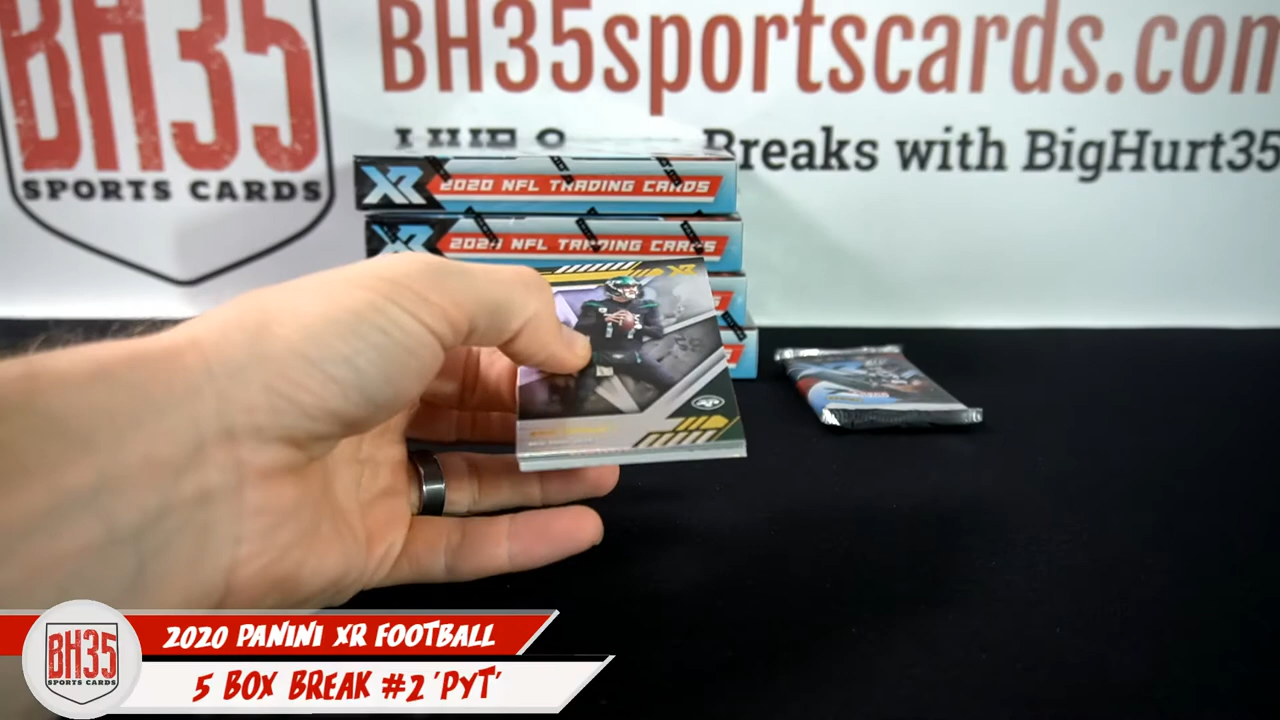 BH35
SPORTS CARDS
BH35sportscards.com
Breaks with BigHurt35
XR 2020 NFL TRADING CARDS
XR 2020 NFL TRADING CARDS
XR
BH35
SPORTS CARDS
2020 PANINI XR FOOTBALL
5 BOX BREAK #2 'PYT'